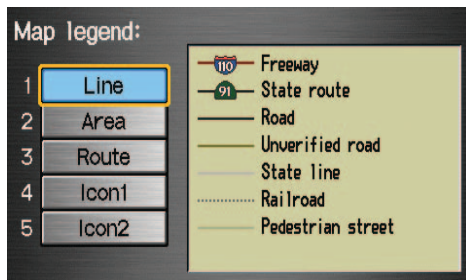 Map legend:
1 Line
2 Area
3 Route
4 Icon1
5 Icon2
110 Freeway
91 State route
Road
Unverified road
State line
Railroad
Pedestrian street